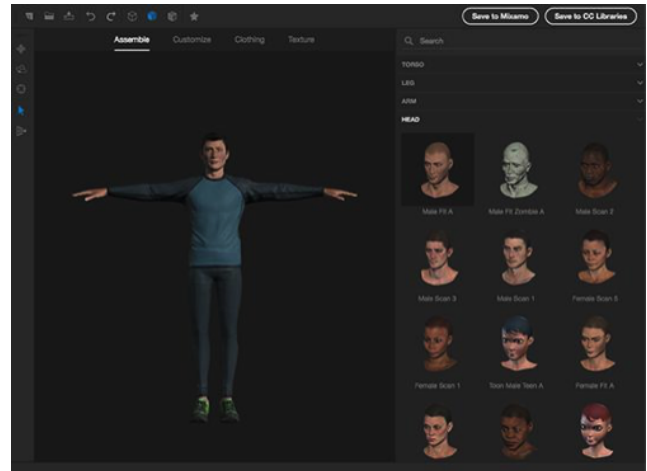 Save to Mixamo
Save to CC Libraries
Assemble
Customize
Clothing
Texture
Search
TORSO
LEG
ARM
HEAD
Male Fit A
Male Fit Zombie A
Male Scan 2
Male Scan 3
Male Scan 1
Female Scan 5
Female Scan 1
Toon Male Teen A
Female Fit A